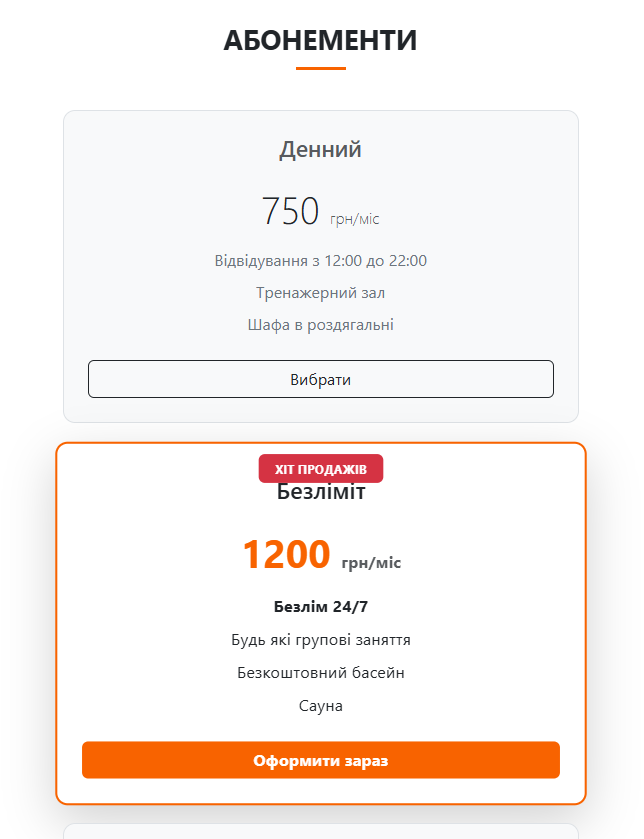 АБОНЕМЕНТИ
Денний
750 грн/міс
Відвідування з 12:00 до 22:00
Тренажерний зал
Шафа в роздягальні
Вибрати
ХІТ ПРОДАЖІВ
Безліміт
1200 грн/міс
Безлім 24/7
Будь які групові заняття
Безкоштовний басейн
Сауна
Оформити зараз